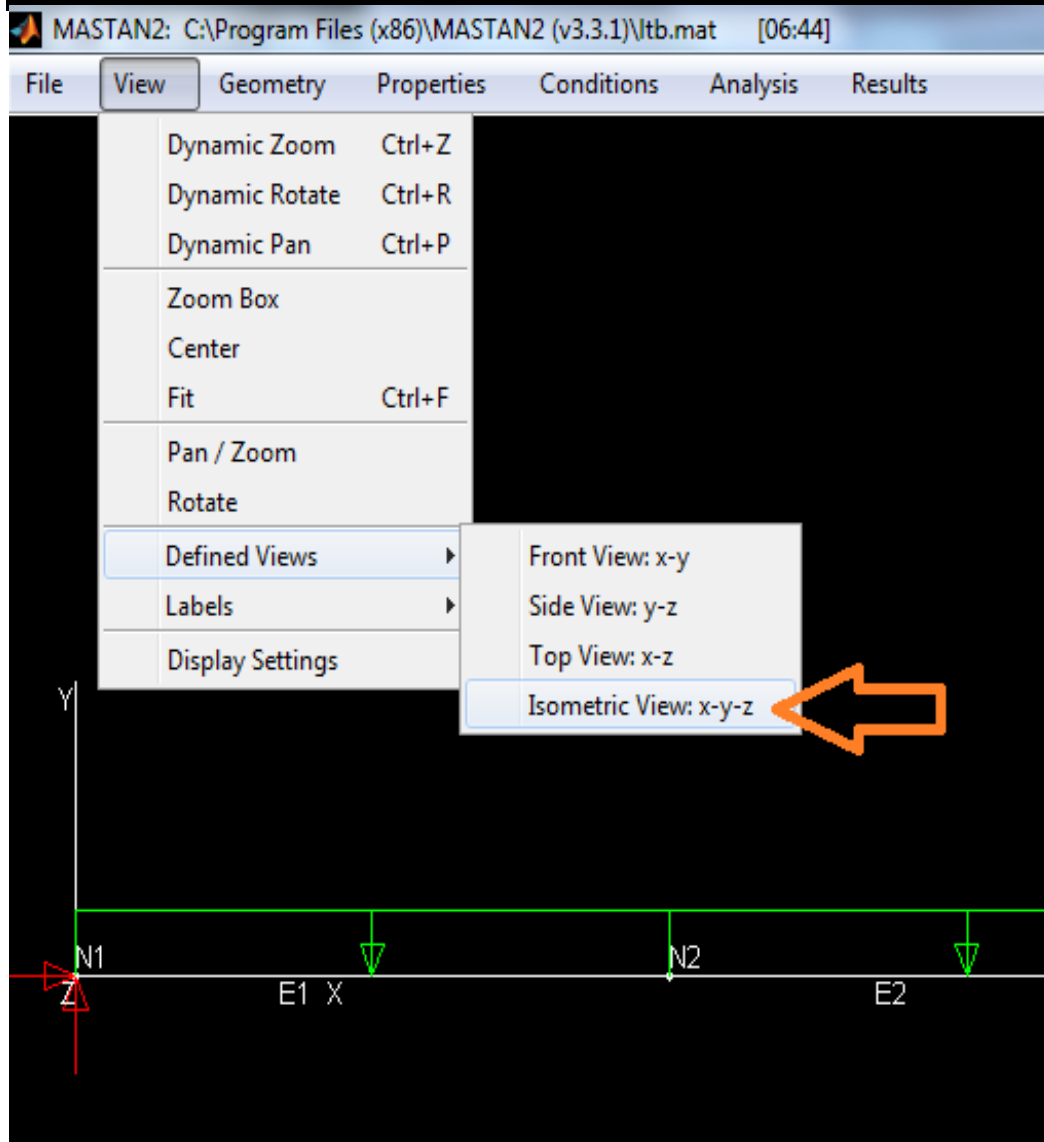 MASTAN2: C:\Program Files (x86)\MASTAN2 (v3.3.1)\ltb.mat [06:44]
File View Geometry Properties Conditions Analysis Results
Dynamic Zoom Ctrl+Z
Dynamic Rotate Ctrl+R
Dynamic Pan Ctrl+P
Zoom Box
Center
Fit Ctrl+F
Pan / Zoom
Rotate
Defined Views
Labels
Display Settings
Front View: x-y
Side View: y-z
Top View: x-z
Isometric View: x-y-z
Y
N1 N2
Z E1 X E2